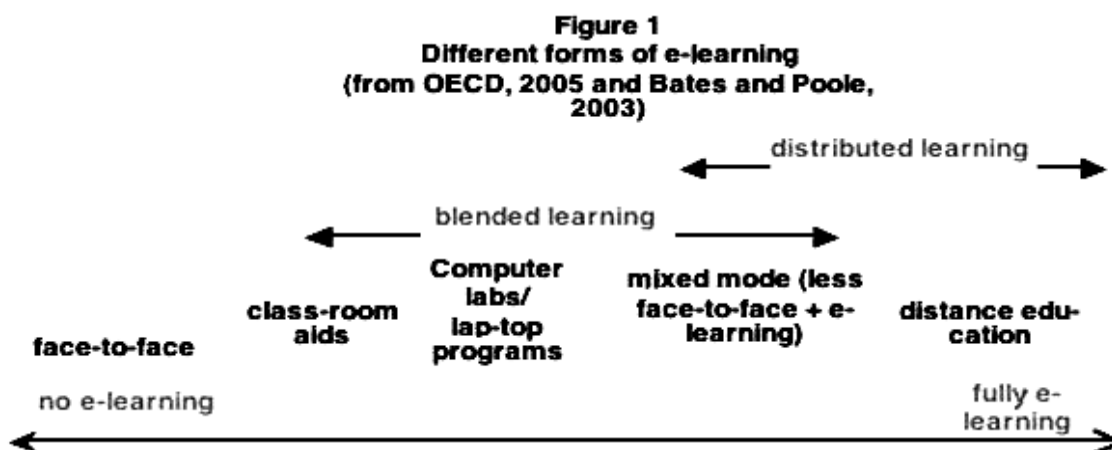 Figure 1
Different forms of e-learning
(from OECD, 2005 and Bates and Poole,
2003)
distributed learning
blended learning
Computer
labs/
lap-top
programs
mixed mode (less
face-to-face + e-
learning)
class-room
aids
distance edu-
cation
face-to-face
no e-learning
fully e-
learning